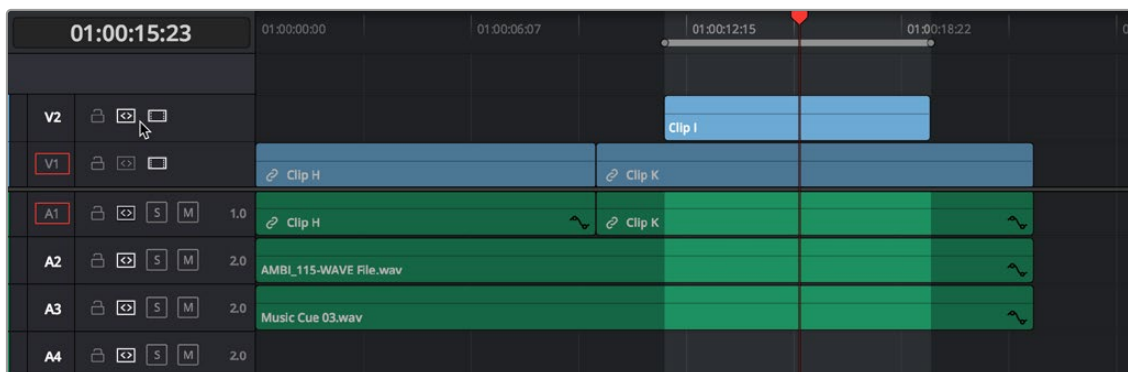 01:00:15:23
01:00:00:00 01:00:06:07 01:00:12:15 01:00:18:22
V2
Clip I
V1
Clip H Clip K
A1 S M 1.0
Clip H Clip K
A2 S M 2.0
AMBI_115-WAVE File.wav
A3 S M 2.0
Music Cue 03.wav
A4 S M 2.0